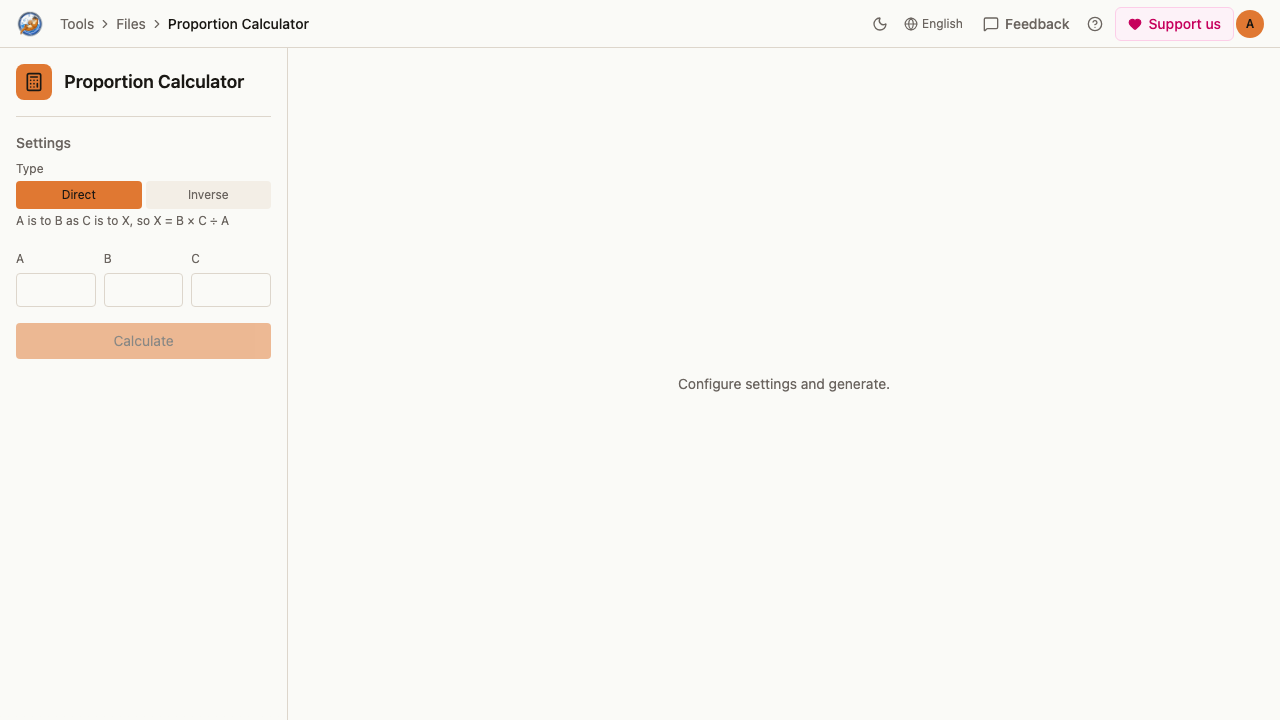 Tools > Files > Proportion Calculator
English
Feedback
Support us
A
Proportion Calculator
Settings
Type
Direct
Inverse
A is to B as C is to X, so X = B × C ÷ A
A
B
C
Calculate
Configure settings and generate.